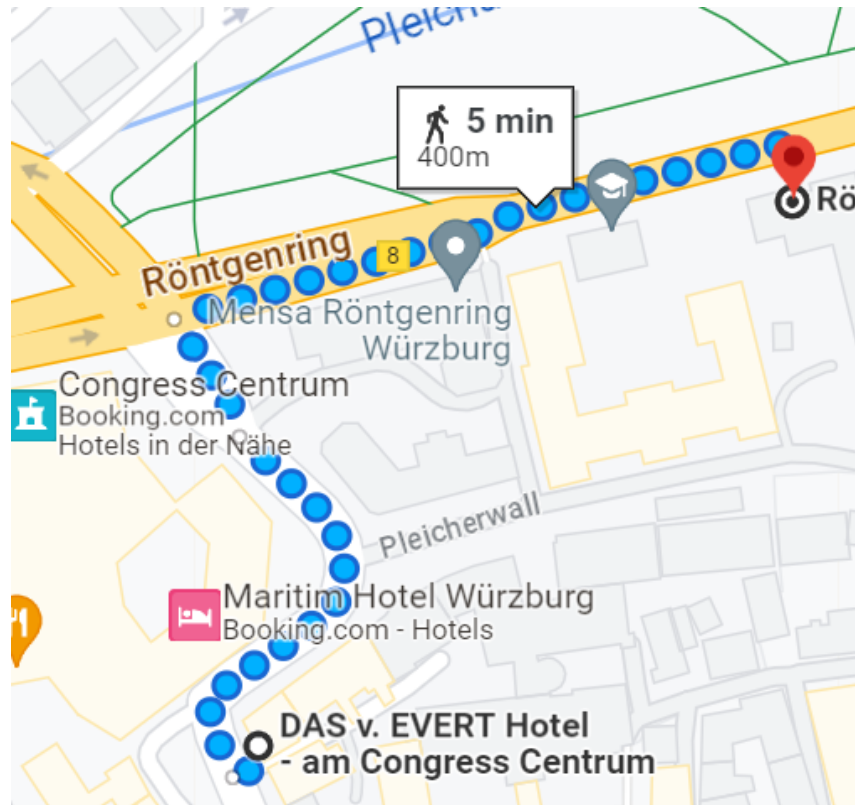 Pleicha
5 min
400m
Rö
Röntgenring
8
Mensa Röntgenring
Würzburg
Congress Centrum
Booking.com
Hotels in der Nähe
Pleicherwall
Maritim Hotel Würzburg
Booking.com - Hotels
DAS v. EVERT Hotel
- am Congress Centrum